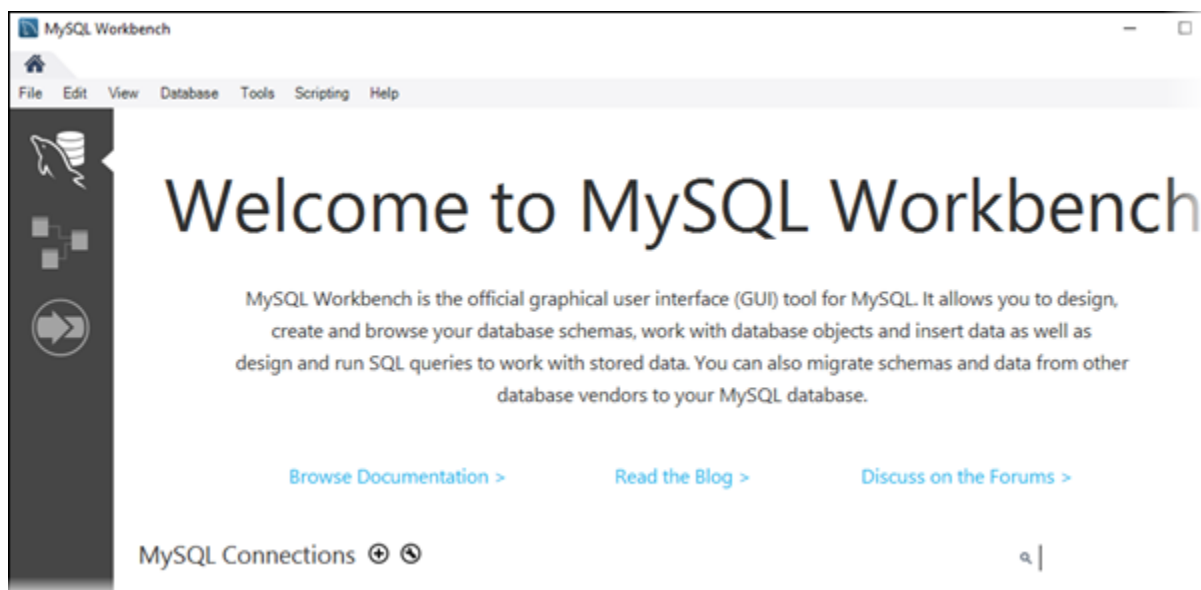 MySQL Workbench
File Edit View Database Tools Scripting Help
Welcome to MySQL Workbench
MySQL Workbench is the official graphical user interface (GUI) tool for MySQL. It allows you to design,
create and browse your database schemas, work with database objects and insert data as well as
design and run SQL queries to work with stored data. You can also migrate schemas and data from other
database vendors to your MySQL database.
Browse Documentation > Read the Blog > Discuss on the Forums >
MySQL Connections